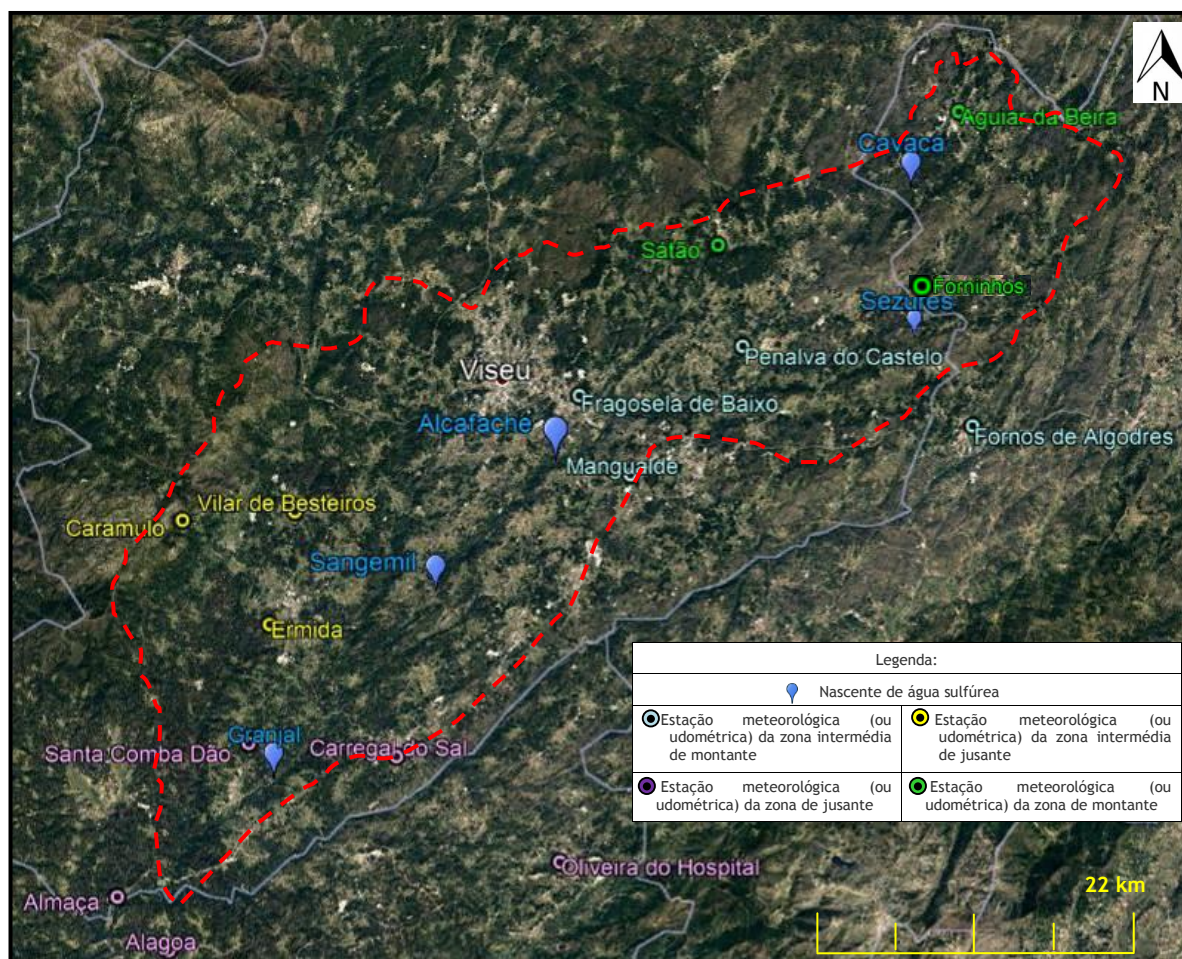 N
Aguiar da Beira
Cavaca
Sátão
Forninhos
Sezures
Penalva do Castelo
Viseu
Fragosela de Baixo
Alcafache
Fornos de Algodres
Mangualde
Vilar de Besteiros
Caramulo
Sangemil
Ermida
Granjal
Santa Comba Dão
Carregal do Sal
Oliveira do Hospital
Almaça
Alagoa
Legenda:
Nascente de água sulfúrea
Estação meteorológica (ou
udométrica) da zona intermédia
de montante
Estação meteorológica (ou
udométrica) da zona intermédia
de jusante
Estação meteorológica (ou
udométrica) da zona de jusante
Estação meteorológica (ou
udométrica) da zona de montante
22 km